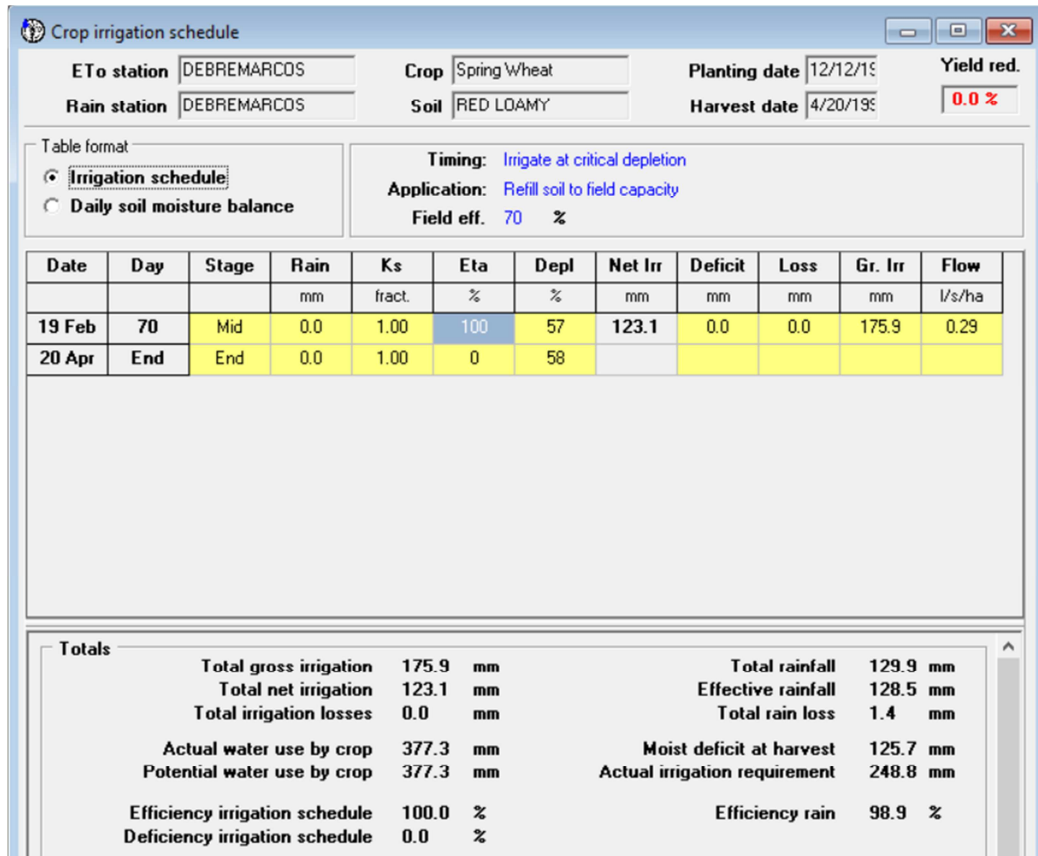 Crop irrigation schedule
ETo station DEBREMARCOS Crop Spring Wheat Planting date 12/12/19 Yield red.
Rain station DEBREMARCOS Soil RED LOAMY Harvest date 4/20/199 0.0 %
Table format
Irrigation schedule
Daily soil moisture balance
Timing: Irrigate at critical depletion
Application: Refill soil to field capacity
Field eff. 70 %
Date Day Stage Rain Ks Eta Depl Net Irr Deficit Loss Gr. Irr Flow
mm fract. % % mm mm mm mm l/s/ha
19 Feb 70 Mid 0.0 1.00 100 57 123.1 0.0 0.0 175.9 0.29
20 Apr End End 0.0 1.00 0 58
Totals
Total gross irrigation 175.9 mm Total rainfall 129.9 mm
Total net irrigation 123.1 mm Effective rainfall 128.5 mm
Total irrigation losses 0.0 mm Total rain loss 1.4 mm
Actual water use by crop 377.3 mm Moist deficit at harvest 125.7 mm
Potential water use by crop 377.3 mm Actual irrigation requirement 248.8 mm
Efficiency irrigation schedule 100.0 % Efficiency rain 98.9 %
Deficiency irrigation schedule 0.0 %